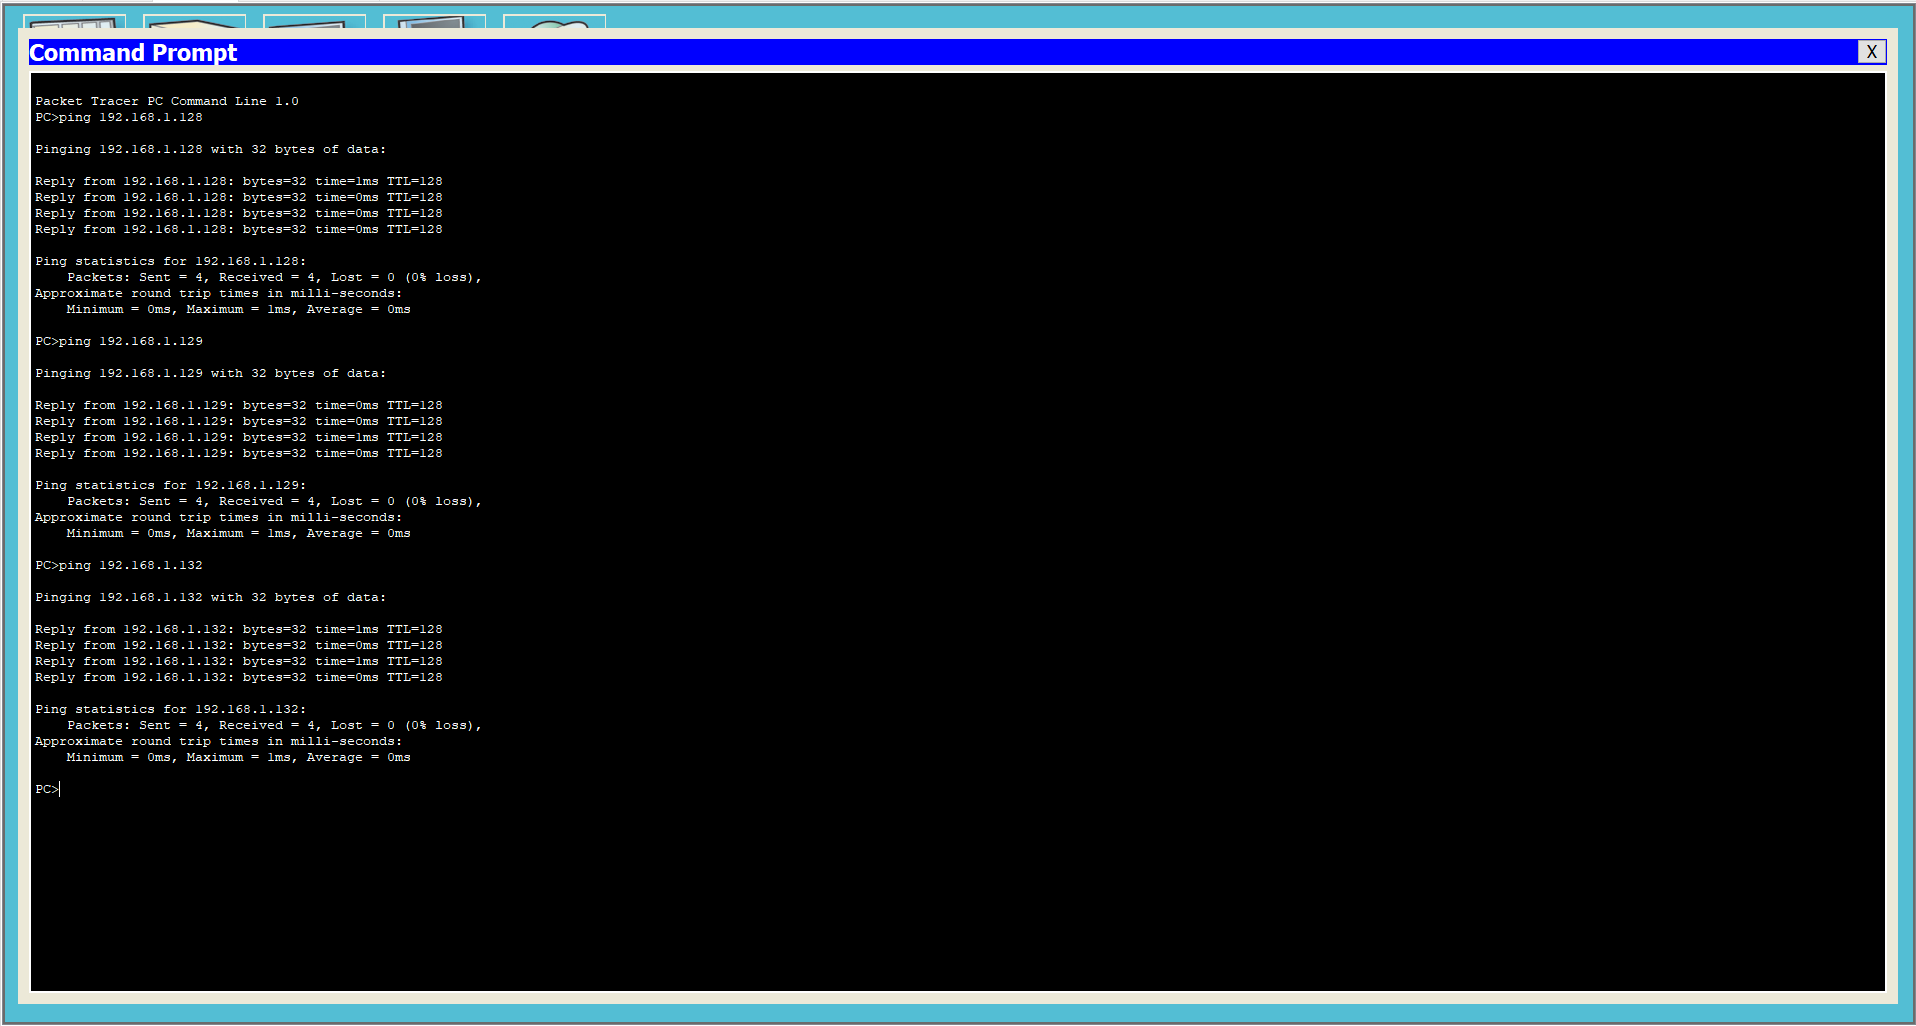 Command Prompt
X
Packet Tracer PC Command Line 1.0
PC>ping 192.168.1.128
Pinging 192.168.1.128 with 32 bytes of data:
Reply from 192.168.1.128: bytes=32 time=1ms TTL=128
Reply from 192.168.1.128: bytes=32 time=0ms TTL=128
Reply from 192.168.1.128: bytes=32 time=0ms TTL=128
Reply from 192.168.1.128: bytes=32 time=0ms TTL=128
Ping statistics for 192.168.1.128:
    Packets: Sent = 4, Received = 4, Lost = 0 (0% loss),
Approximate round trip times in milli-seconds:
    Minimum = 0ms, Maximum = 1ms, Average = 0ms
PC>ping 192.168.1.129
Pinging 192.168.1.129 with 32 bytes of data:
Reply from 192.168.1.129: bytes=32 time=0ms TTL=128
Reply from 192.168.1.129: bytes=32 time=0ms TTL=128
Reply from 192.168.1.129: bytes=32 time=1ms TTL=128
Reply from 192.168.1.129: bytes=32 time=0ms TTL=128
Ping statistics for 192.168.1.129:
    Packets: Sent = 4, Received = 4, Lost = 0 (0% loss),
Approximate round trip times in milli-seconds:
    Minimum = 0ms, Maximum = 1ms, Average = 0ms
PC>ping 192.168.1.132
Pinging 192.168.1.132 with 32 bytes of data:
Reply from 192.168.1.132: bytes=32 time=1ms TTL=128
Reply from 192.168.1.132: bytes=32 time=0ms TTL=128
Reply from 192.168.1.132: bytes=32 time=1ms TTL=128
Reply from 192.168.1.132: bytes=32 time=0ms TTL=128
Ping statistics for 192.168.1.132:
    Packets: Sent = 4, Received = 4, Lost = 0 (0% loss),
Approximate round trip times in milli-seconds:
    Minimum = 0ms, Maximum = 1ms, Average = 0ms
PC>